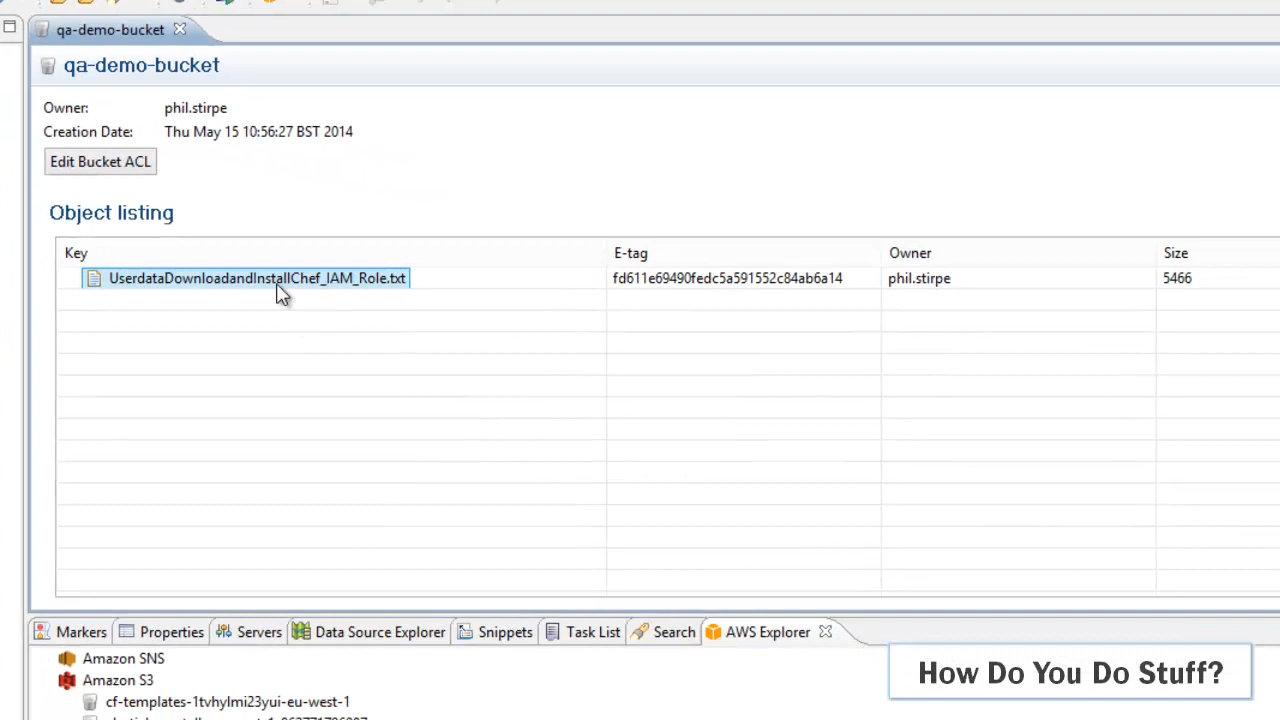 qa-demo-bucket
qa-demo-bucket
Owner: phil.stirpe
Creation Date: Thu May 15 10:56:27 BST 2014
Edit Bucket ACL
Object listing
Key E-tag Owner Size
UserdataDownloadandInstallChef_IAM_Role.txt fd611e69490fedc5a591552c84ab6a14 phil.stirpe 5466
Markers Properties Servers Data Source Explorer Snippets Task List Search AWS Explorer
Amazon SNS
Amazon S3
cf-templates-1tvhylmi23yui-eu-west-1
How Do You Do Stuff?